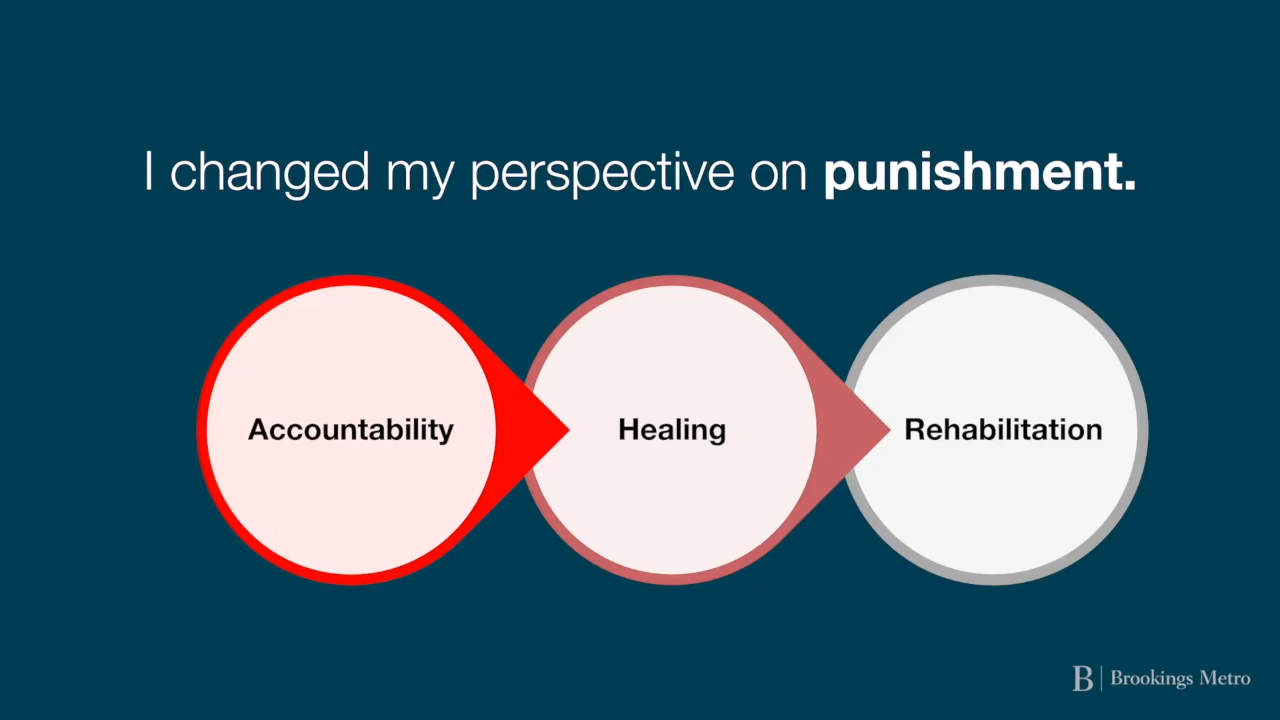 I changed my perspective on punishment.
Accountability
Healing
Rehabilitation
B | Brookings Metro